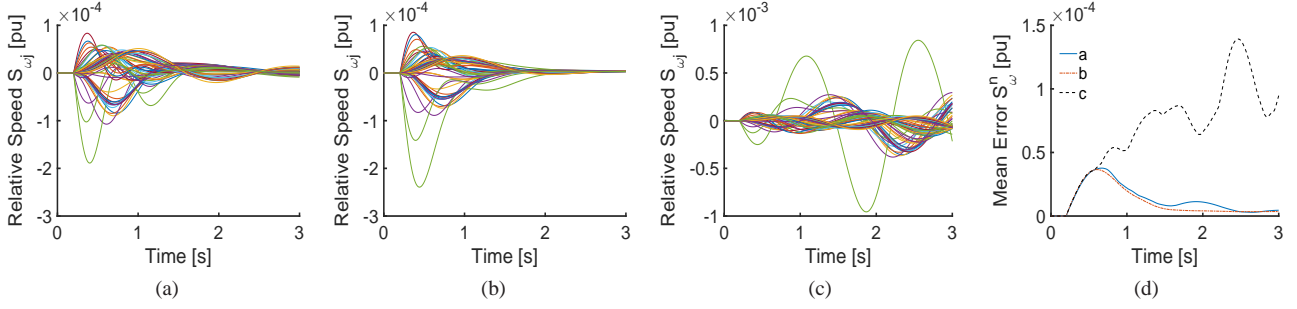 ×10⁻⁴
Relative Speed S_ωj [pu]
1
0
-1
-2
-3
0 1 2 3
Time [s]
(a)
×10⁻⁴
Relative Speed S_ωj [pu]
1
0
-1
-2
-3
0 1 2 3
Time [s]
(b)
×10⁻³
Relative Speed S_ωj [pu]
1
0.5
0
-0.5
-1
0 1 2 3
Time [s]
(c)
×10⁻⁴
Mean Error S_ω^n [pu]
1.5
1
0.5
0
a
b
c
0 1 2 3
Time [s]
(d)